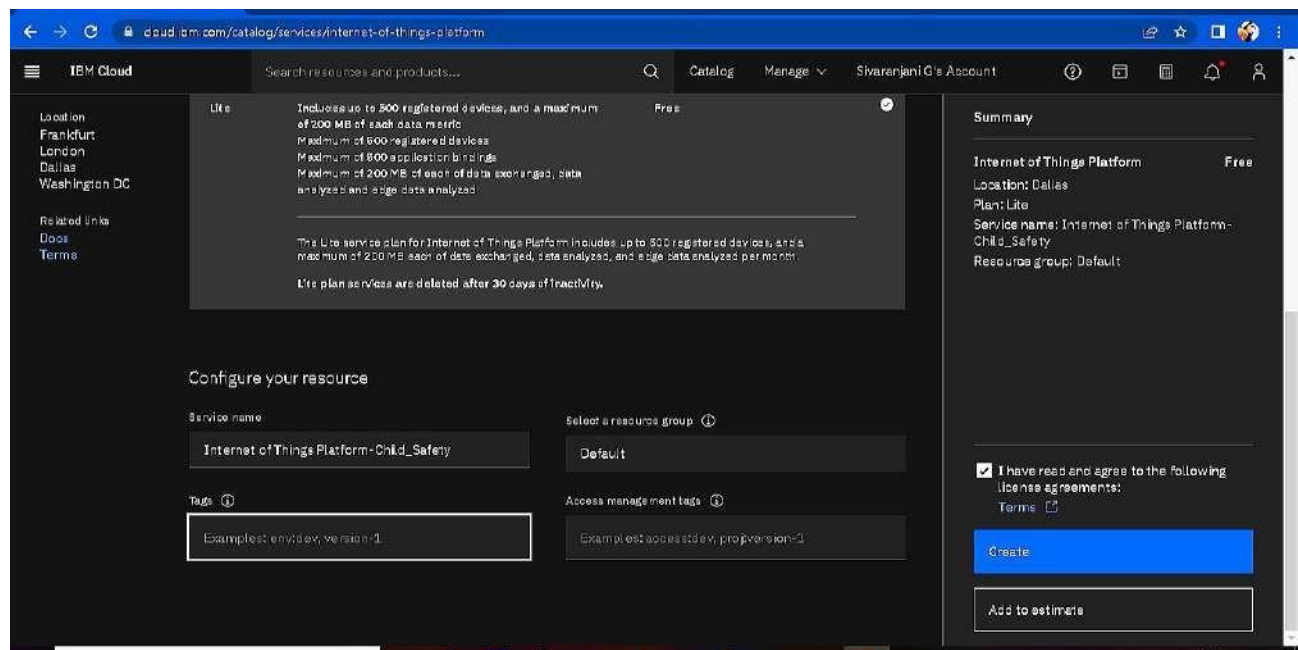 cloud.ibm.com/catalog/services/internet-of-things-platform
IBM Cloud
Search resources and products...
Catalog
Manage
Sivaranjani G's Account
Location
Frankfurt
London
Dallas
Washington DC
Related links
Docs
Terms
Lite
Includes up to 500 registered devices, and a maximum
of 200 MB of each data metric
Maximum of 500 registered devices
Maximum of 500 application bindings
Maximum of 200 MB of each of data exchanged, data
analyzed and edge data analyzed
Free
The Lite service plan for Internet of Things Platform includes up to 500 registered devices, and a
maximum of 200 MB each of data exchanged, data analyzed, and edge data analyzed per month.
Lite plan services are deleted after 30 days of inactivity.
Configure your resource
Service name
Internet of Things Platform-Child_Safety
Select a resource group
Default
Tags
Examples: env:dev, version-1
Access management tags
Examples: access:dev, proj:version-1
Summary
Internet of Things Platform Free
Location: Dallas
Plan: Lite
Service name: Internet of Things Platform-
Child_Safety
Resource group: Default
I have read and agree to the following
license agreements:
Terms
Create
Add to estimate